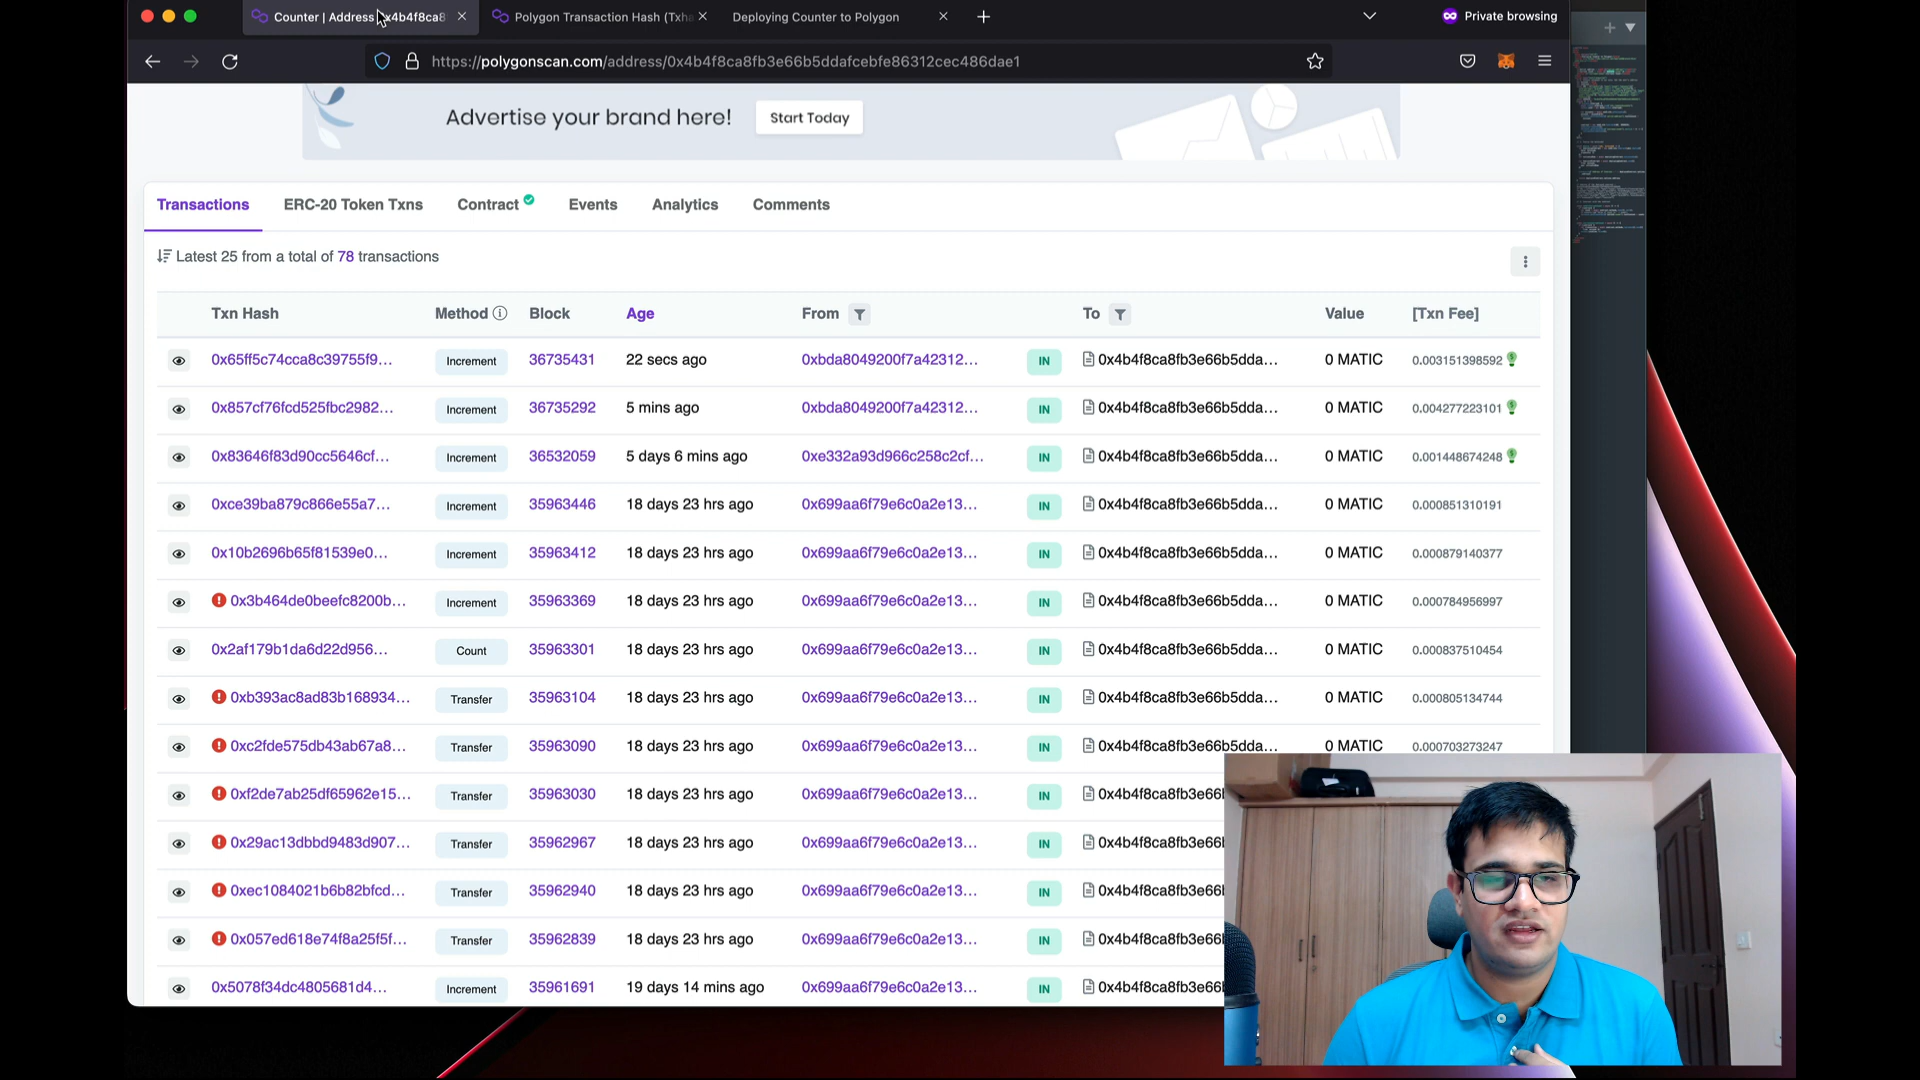 Counter | Address 0x4b4f8ca8
Polygon Transaction Hash (Txha
Deploying Counter to Polygon
Private browsing
https://polygonscan.com/address/0x4b4f8ca8fb3e66b5ddafcebfe86312cec486dae1
Advertise your brand here! Start Today
Transactions ERC-20 Token Txns Contract Events Analytics Comments
Latest 25 from a total of 78 transactions
Txn Hash Method Block Age From To Value [Txn Fee]
0x65ff5c74cca8c39755f9... Increment 36735431 22 secs ago 0xbda8049200f7a42312... IN 0x4b4f8ca8fb3e66b5dda... 0 MATIC 0.003151398592
0x857cf76fcd525fbc2982... Increment 36735292 5 mins ago 0xbda8049200f7a42312... IN 0x4b4f8ca8fb3e66b5dda... 0 MATIC 0.004277223101
0x83646f83d90cc5646cf... Increment 36532059 5 days 6 mins ago 0xe332a93d966c258c2cf... IN 0x4b4f8ca8fb3e66b5dda... 0 MATIC 0.001448674248
0xce39ba879c866e55a7... Increment 35963446 18 days 23 hrs ago 0x699aa6f79e6c0a2e13... IN 0x4b4f8ca8fb3e66b5dda... 0 MATIC 0.000851310191
0x10b2696b65f81539e0... Increment 35963412 18 days 23 hrs ago 0x699aa6f79e6c0a2e13... IN 0x4b4f8ca8fb3e66b5dda... 0 MATIC 0.000879140377
0x3b464de0beefc8200b... Increment 35963369 18 days 23 hrs ago 0x699aa6f79e6c0a2e13... IN 0x4b4f8ca8fb3e66b5dda... 0 MATIC 0.000784956997
0x2af179b1da6d22d956... Count 35963301 18 days 23 hrs ago 0x699aa6f79e6c0a2e13... IN 0x4b4f8ca8fb3e66b5dda... 0 MATIC 0.000837510454
0xb393ac8ad83b168934... Transfer 35963104 18 days 23 hrs ago 0x699aa6f79e6c0a2e13... IN 0x4b4f8ca8fb3e66b5dda... 0 MATIC 0.000805134744
0xc2fde575db43ab67a8... Transfer 35963090 18 days 23 hrs ago 0x699aa6f79e6c0a2e13... IN 0x4b4f8ca8fb3e66b5dda... 0 MATIC 0.000703273247
0xf2de7ab25df65962e15... Transfer 35963030 18 days 23 hrs ago 0x699aa6f79e6c0a2e13... IN 0x4b4f8ca8fb3e66b
0x29ac13dbbd9483d907... Transfer 35962967 18 days 23 hrs ago 0x699aa6f79e6c0a2e13... IN 0x4b4f8ca8fb3e66b
0xec1084021b6b82bfcd... Transfer 35962940 18 days 23 hrs ago 0x699aa6f79e6c0a2e13... IN 0x4b4f8ca8fb3e66b
0x057ed618e74f8a25f5f... Transfer 35962839 18 days 23 hrs ago 0x699aa6f79e6c0a2e13... IN 0x4b4f8ca8fb3e66b
0x5078f34dc4805681d4... Increment 35961691 19 days 14 mins ago 0x699aa6f79e6c0a2e13... IN 0x4b4f8ca8fb3e66b